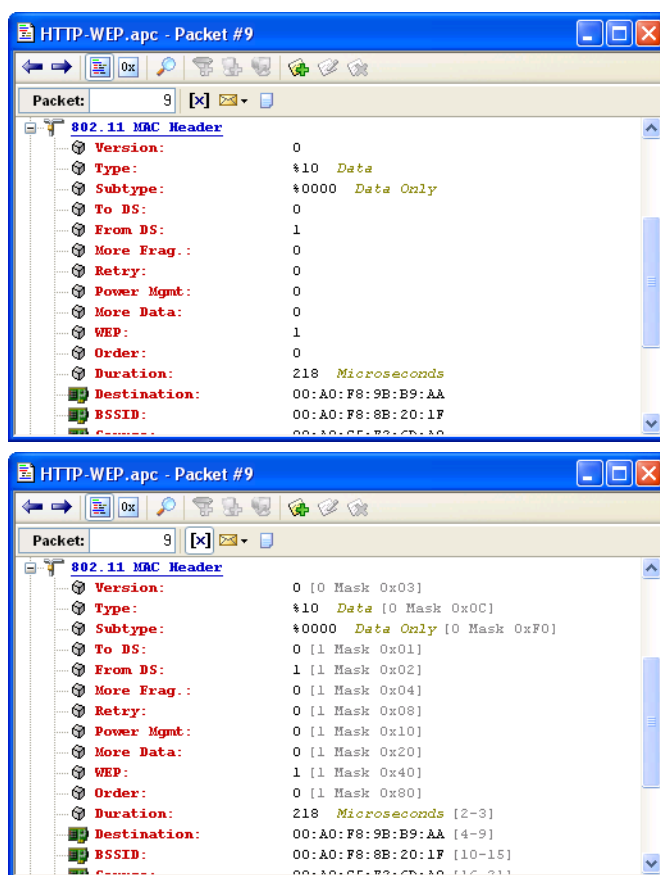 HTTP-WEP.apc - Packet #9
0x
Packet: 9 [×]
802.11 MAC Header
Version: 0
Type: %10 Data
Subtype: %0000 Data Only
To DS: 0
From DS: 1
More Frag.: 0
Retry: 0
Power Mgmt: 0
More Data: 0
WEP: 1
Order: 0
Duration: 218 Microseconds
Destination: 00:A0:F8:9B:B9:AA
BSSID: 00:A0:F8:8B:20:1F
HTTP-WEP.apc - Packet #9
0x
Packet: 9 [×]
802.11 MAC Header
Version: 0 [0 Mask 0x03]
Type: %10 Data [0 Mask 0x0C]
Subtype: %0000 Data Only [0 Mask 0xF0]
To DS: 0 [1 Mask 0x01]
From DS: 1 [1 Mask 0x02]
More Frag.: 0 [1 Mask 0x04]
Retry: 0 [1 Mask 0x08]
Power Mgmt: 0 [1 Mask 0x10]
More Data: 0 [1 Mask 0x20]
WEP: 1 [1 Mask 0x40]
Order: 0 [1 Mask 0x80]
Duration: 218 Microseconds [2-3]
Destination: 00:A0:F8:9B:B9:AA [4-9]
BSSID: 00:A0:F8:8B:20:1F [10-15]